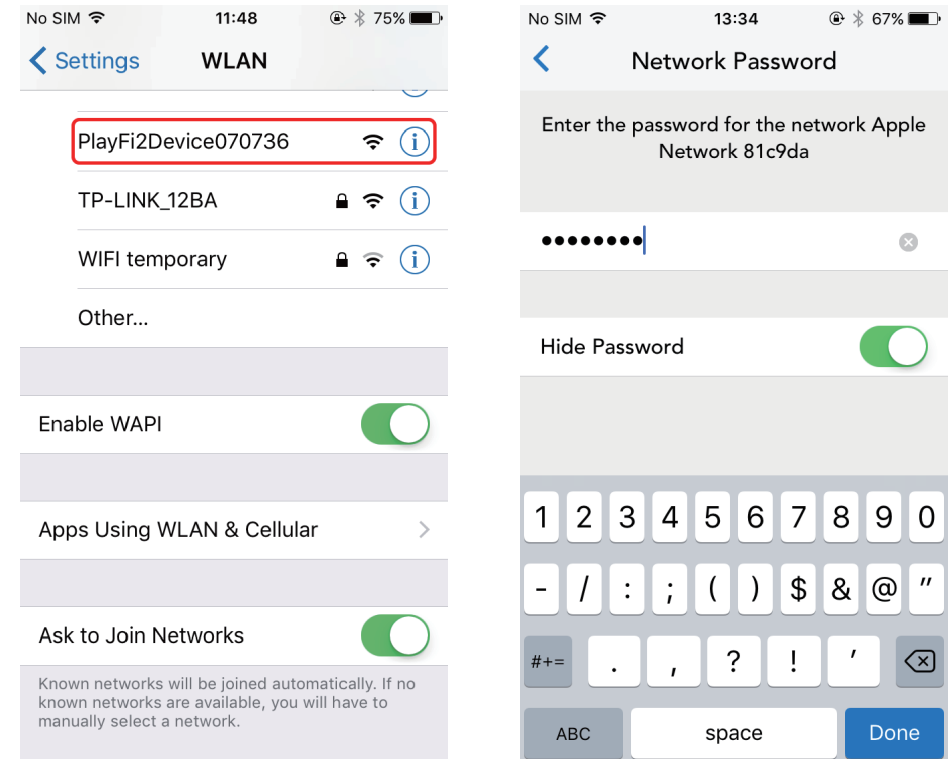 No SIM 11:48 75%
Settings WLAN
PlayFi2Device070736
TP-LINK_12BA
WIFI temporary
Other...
Enable WAPI
Apps Using WLAN & Cellular
Ask to Join Networks
Known networks will be joined automatically. If no
known networks are available, you will have to
manually select a network.
No SIM 13:34 67%
Network Password
Enter the password for the network Apple
Network 81c9da
••••••••
Hide Password
1 2 3 4 5 6 7 8 9 0
- / : ; ( ) $ & @ "
#+= . , ? ! '
ABC space Done